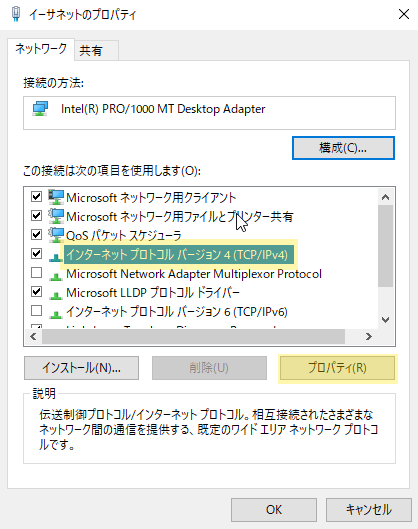 イーサネットのプロパティ
ネットワーク
共有
接続の方法:
Intel(R) PRO/1000 MT Desktop Adapter
構成(C)...
この接続は次の項目を使用します(O):
Microsoft ネットワーク用クライアント
Microsoft ネットワーク用ファイルとプリンター共有
QoS パケット スケジューラ
インターネット プロトコル バージョン 4 (TCP/IPv4)
Microsoft Network Adapter Multiplexor Protocol
Microsoft LLDP プロトコル ドライバー
インターネット プロトコル バージョン 6 (TCP/IPv6)
インストール(N)...
削除(U)
プロパティ(R)
説明
伝送制御プロトコル/インターネット プロトコル。相互接続されたさまざまな
ネットワーク間の通信を提供する、既定のワイド エリア ネットワーク プロトコ
ルです。
OK
キャンセル